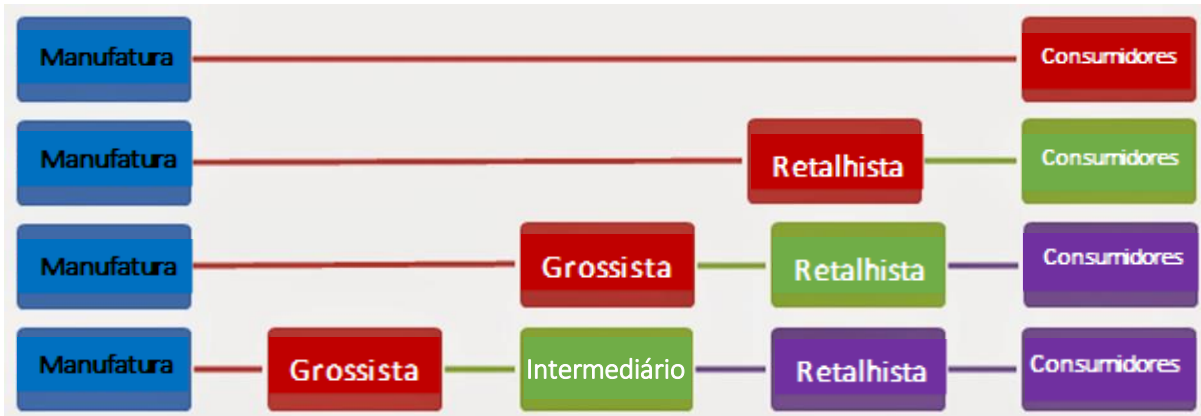 Manufatura
Consumidores
Manufatura
Retalhista
Consumidores
Manufatura
Grossista
Retalhista
Consumidores
Manufatura
Grossista
Intermediário
Retalhista
Consumidores